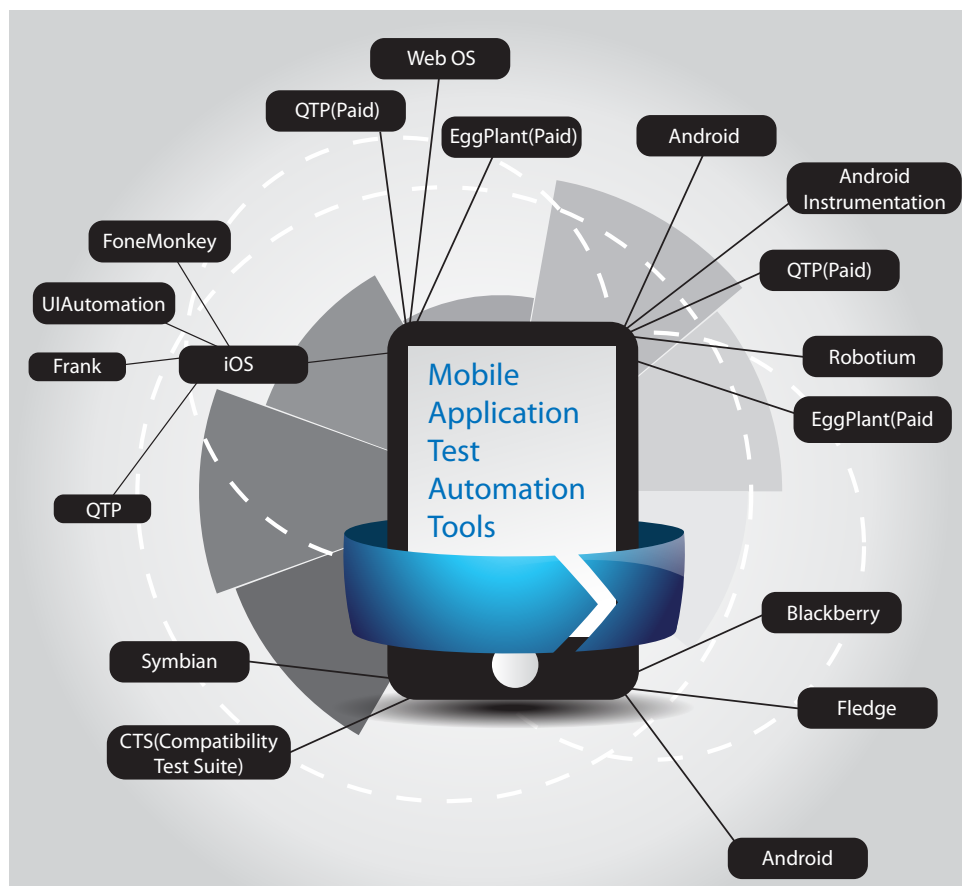 Web OS
QTP(Paid)
EggPlant(Paid)
Android
Android
Instrumentation
QTP(Paid)
Robotium
EggPlant(Paid
FoneMonkey
UIAutomation
Frank
iOS
QTP
Mobile
Application
Test
Automation
Tools
Blackberry
Fledge
Android
Symbian
CTS(Compatibility
Test Suite)